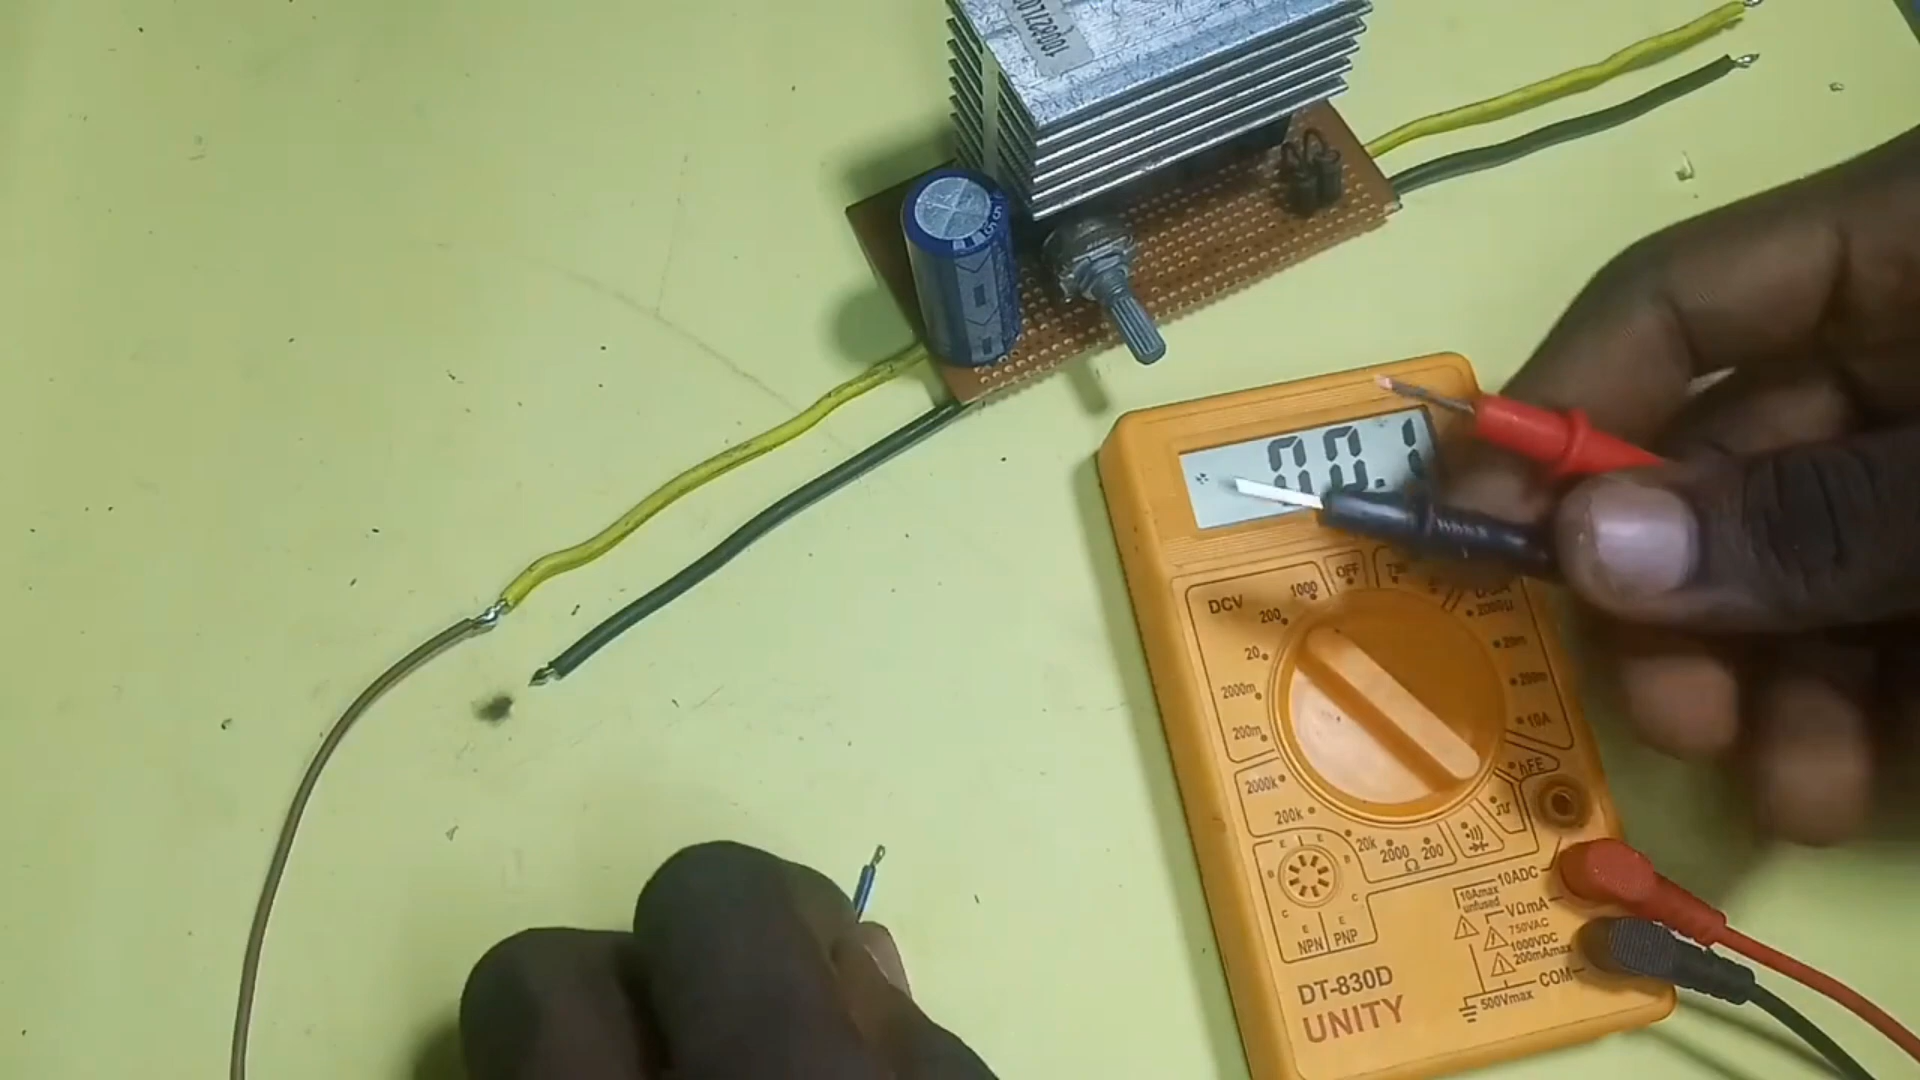 00.1
OFF
DCV
1000
200
20
2000m
200m
2000k
200k
20k
2000
Ω
200
2000µ
20m
200m
10A
hFE
E
E
B
B
C
C
E
E
NPN
PNP
10ADC
10Amax
unfused
VΩmA
750VAC
1000VDC
200mAmax
COM
500Vmax
DT-830D
UNITY